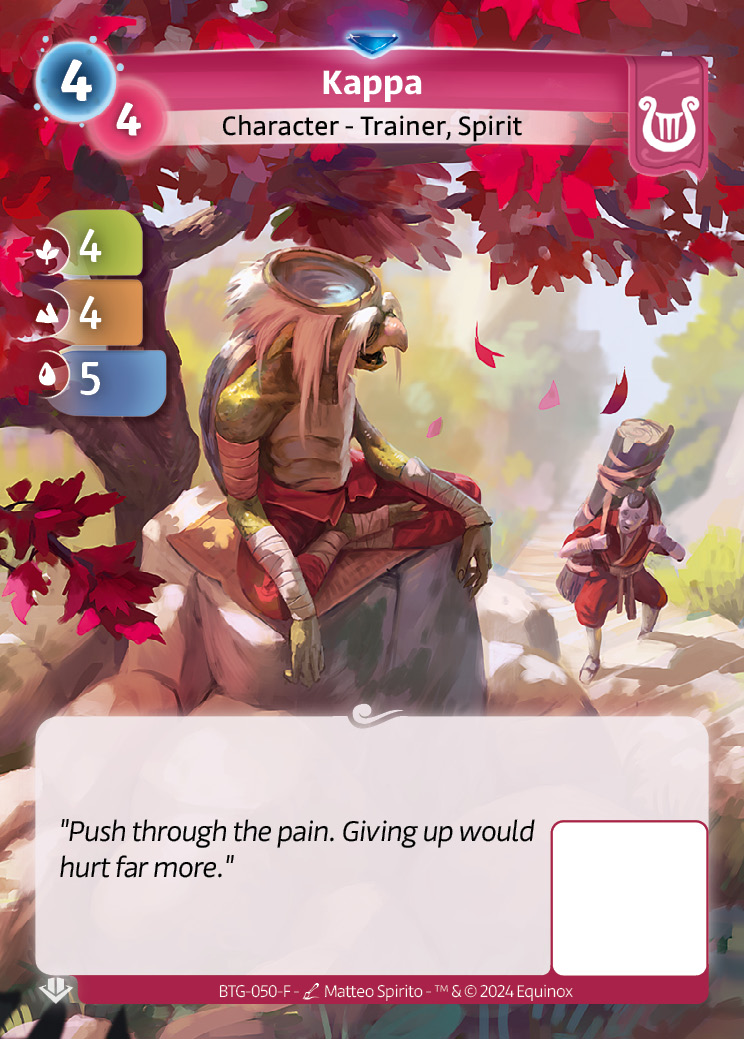 4
Kappa
4
Character - Trainer, Spirit
4
4
5
"Push through the pain. Giving up would
hurt far more."
BTG-050-F - Matteo Spirito - ™ & © 2024 Equinox